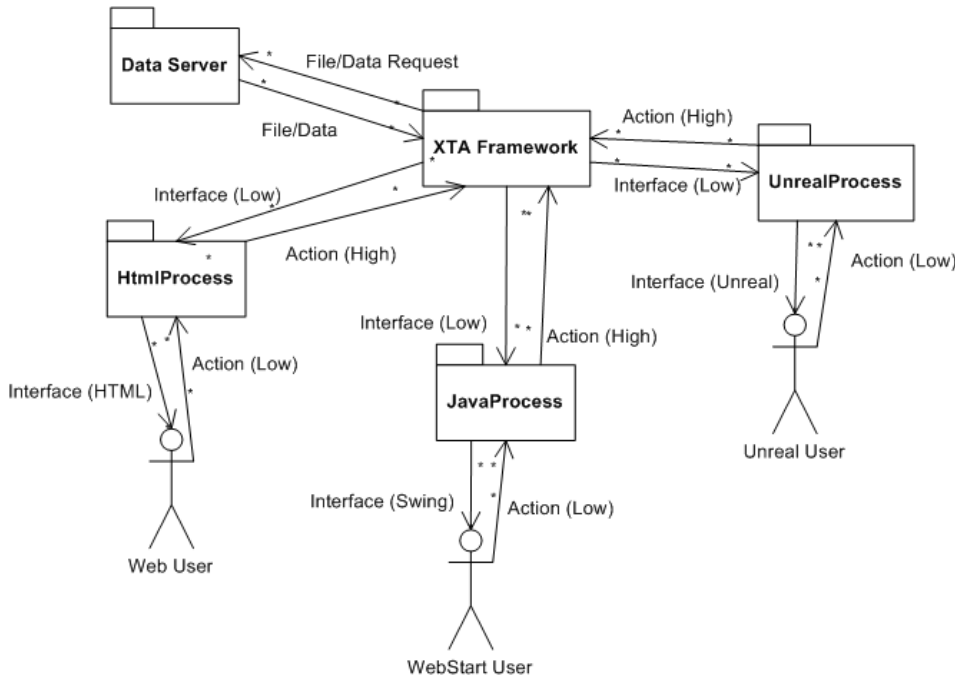 Data Server
File/Data Request
File/Data
XTA Framework
Action (High)
Interface (Low)
UnrealProcess
Interface (Low)
Action (High)
HtmlProcess
Interface (Unreal)
Action (Low)
Interface (Low)
Action (High)
Interface (HTML)
Action (Low)
JavaProcess
Unreal User
Interface (Swing)
Action (Low)
Web User
WebStart User